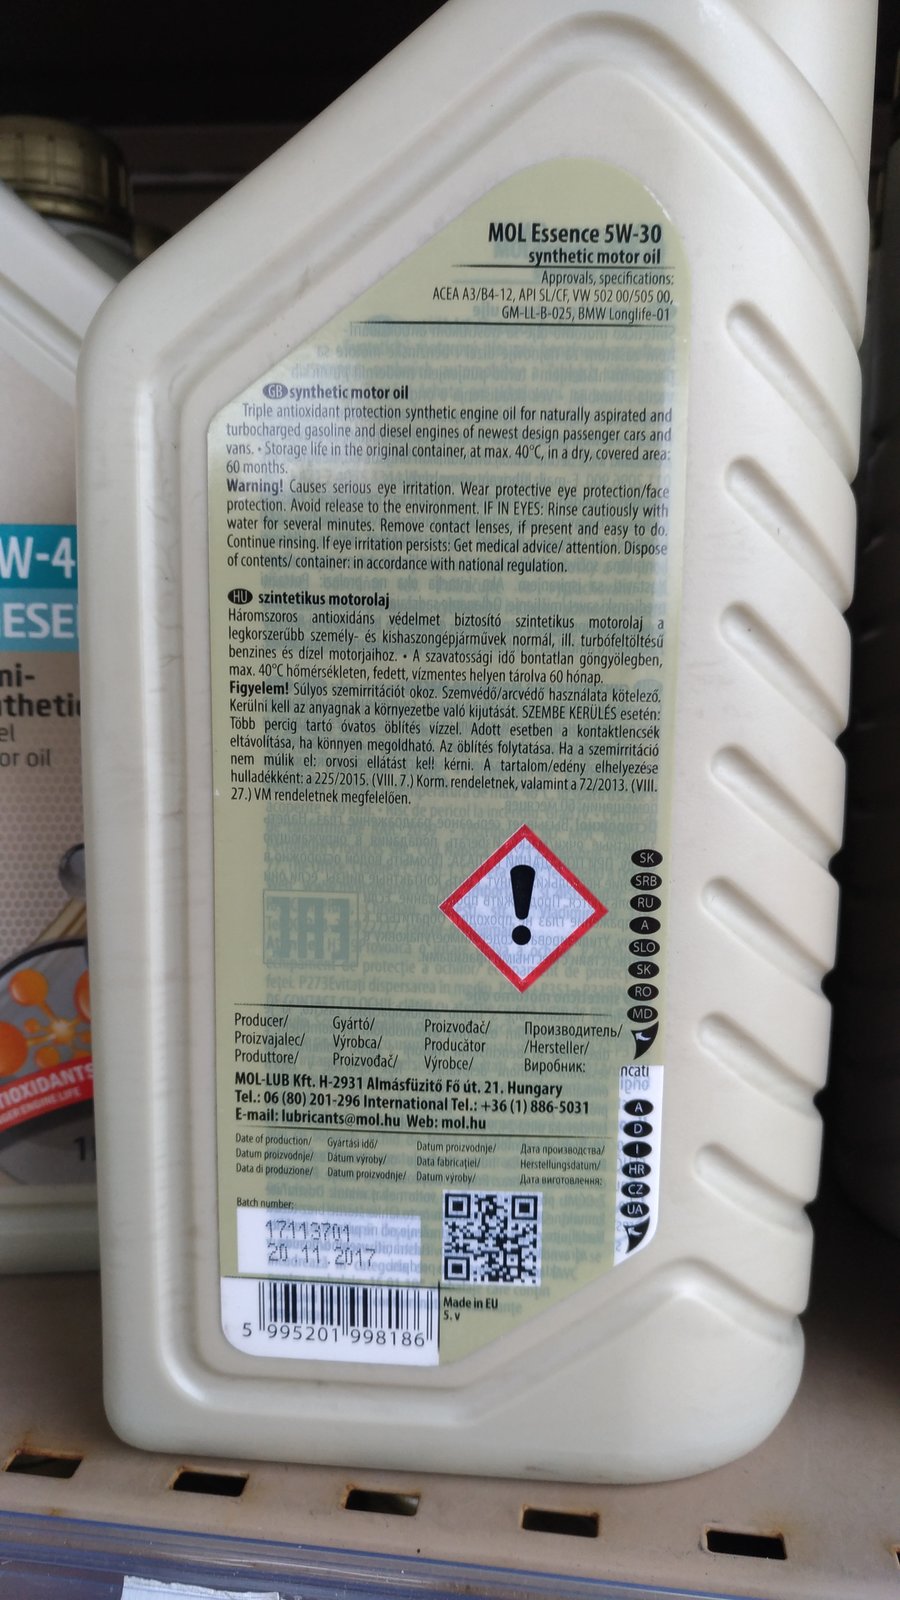 MOL Essence 5W-30
synthetic motor oil
Approvals, specifications:
ACEA A3/B4-12, API SL/CF, VW 502 00/505 00,
GM-LL-B-025, BMW Longlife-01
GB synthetic motor oil
Triple antioxidant protection synthetic engine oil for naturally aspirated and
turbocharged gasoline and diesel engines of newest design passenger cars and
vans. • Storage life in the original container, at max. 40°C, in a dry, covered area:
60 months.
Warning! Causes serious eye irritation. Wear protective eye protection/face
protection. Avoid release to the environment. IF IN EYES: Rinse cautiously with
water for several minutes. Remove contact lenses, if present and easy to do.
Continue rinsing. If eye irritation persists: Get medical advice/ attention. Dispose
of contents/ container: in accordance with national regulation.
HU szintetikus motorolaj
Háromszoros antioxidáns védelmet biztosító szintetikus motorolaj a
legkorszerűbb személy- és kishaszongépjárművek normál, ill. turbófeltöltésű
benzines és dízel motorjaihoz. • A szavatossági idő bontatlan göngyölegben,
max. 40°C hőmérsékleten, fedett, vízmentes helyen tárolva 60 hónap.
Figyelem! Súlyos szemirritációt okoz. Szemvédő/arcvédő használata kötelező.
Kerülni kell az anyagnak a környezetbe való kijutását. SZEMBE KERÜLÉS esetén:
Több percig tartó óvatos öblítés vízzel. Adott esetben a kontaktlencsék
eltávolítása, ha könnyen megoldható. Az öblítés folytatása. Ha a szemirritáció
nem múlik el: orvosi ellátást kell kérni. A tartalom/edény elhelyezése
hulladékként: a 225/2015. (VIII. 7.) Korm. rendeletnek, valamint a 72/2013. (VIII.
27.) VM rendeletnek megfelelően.
SK
SRB
RU
A
SLO
SK
RO
MD
Producer/ Gyártó/ Proizvođač/ Производитель/
Proizvajalec/ Výrobca/ Producător /Hersteller/
Produttore/ Proizvođač/ Výrobce/ Виробник:
MOL-LUB Kft. H-2931 Almásfüzitő Fő út. 21. Hungary
Tel.: 06 (80) 201-296 International Tel.: +36 (1) 886-5031
E-mail: lubricants@mol.hu Web: mol.hu
Date of production/ Gyártási idő/ Datum proizvodnje/ Дата производства/
Datum proizvodnje/ Dátum výroby/ Data fabricației/ Herstellungsdatum/
Data di produzione/ Datum proizvodnje/ Datum výroby/ Дата виготовлення:
A
D
I
HR
CZ
UA
Batch number:
17113701
20.11.2017
Made in EU
5. v
5 995201 998186
W-4